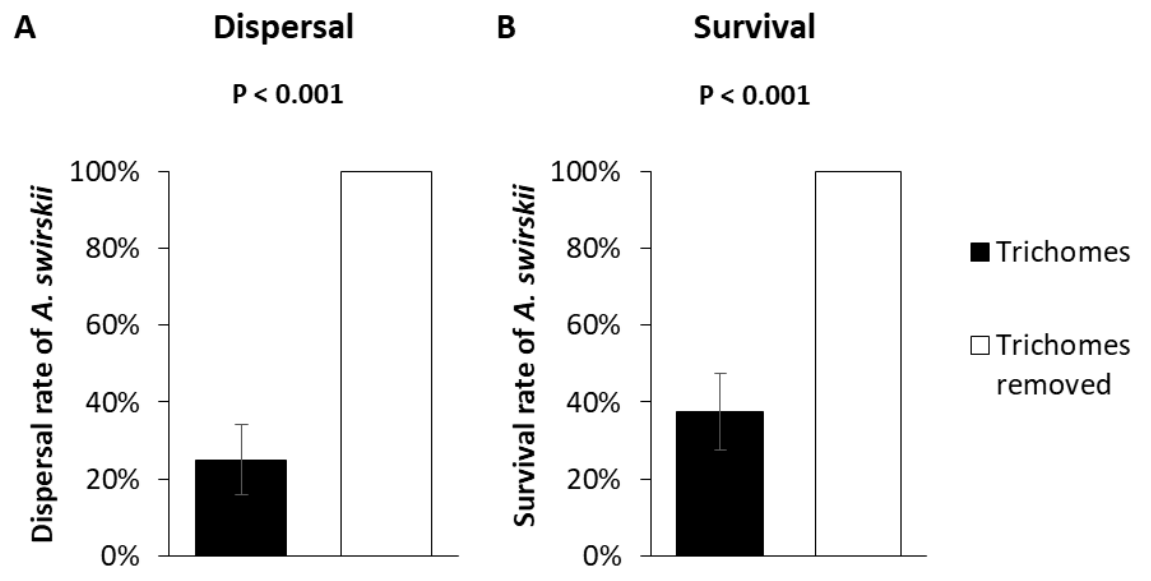 A
Dispersal
P < 0.001
Dispersal rate of A. swirskii
100%
80%
60%
40%
20%
0%
B
Survival
P < 0.001
Survival rate of A. swirskii
100%
80%
60%
40%
20%
0%
Trichomes
Trichomes
removed